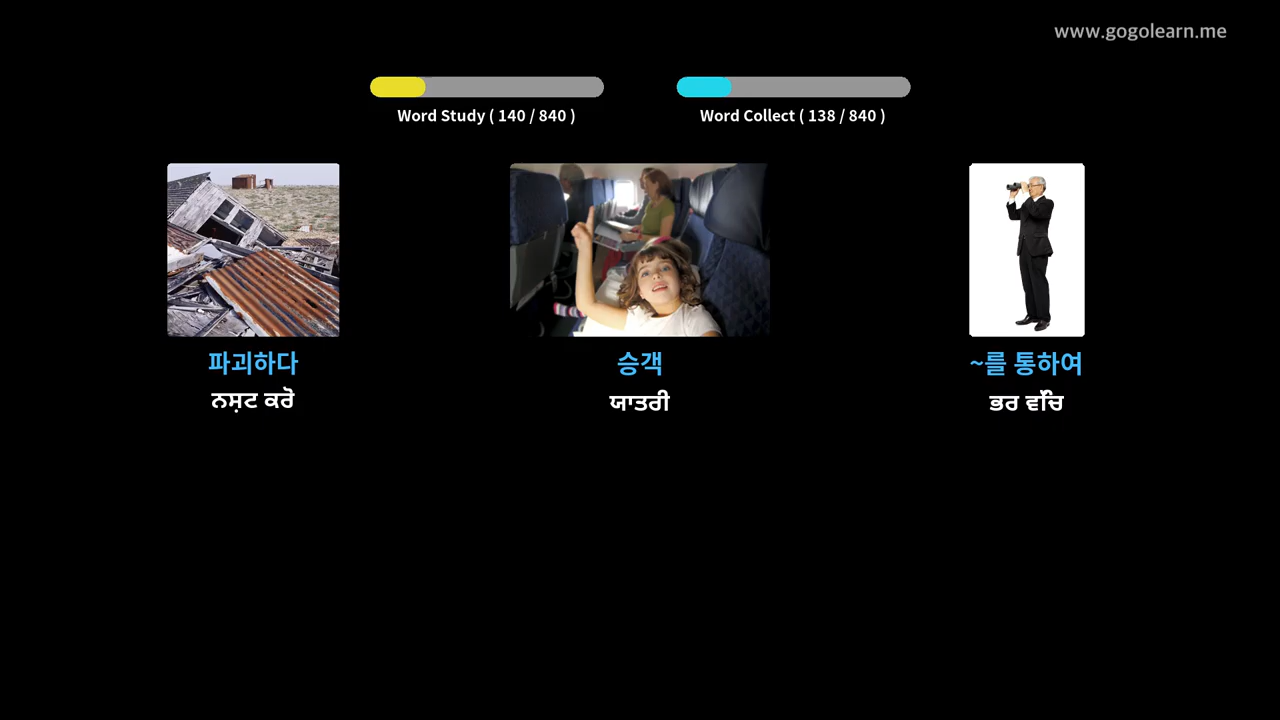 www.gogolearn.me
Word Study ( 140 / 840 )
Word Collect ( 138 / 840 )
파괴하다
승객
~를 통하여
ਨਸ਼ਟ ਕਰੋ
ਯਾਤਰੀ
ਭਰ ਵਿੱਚ